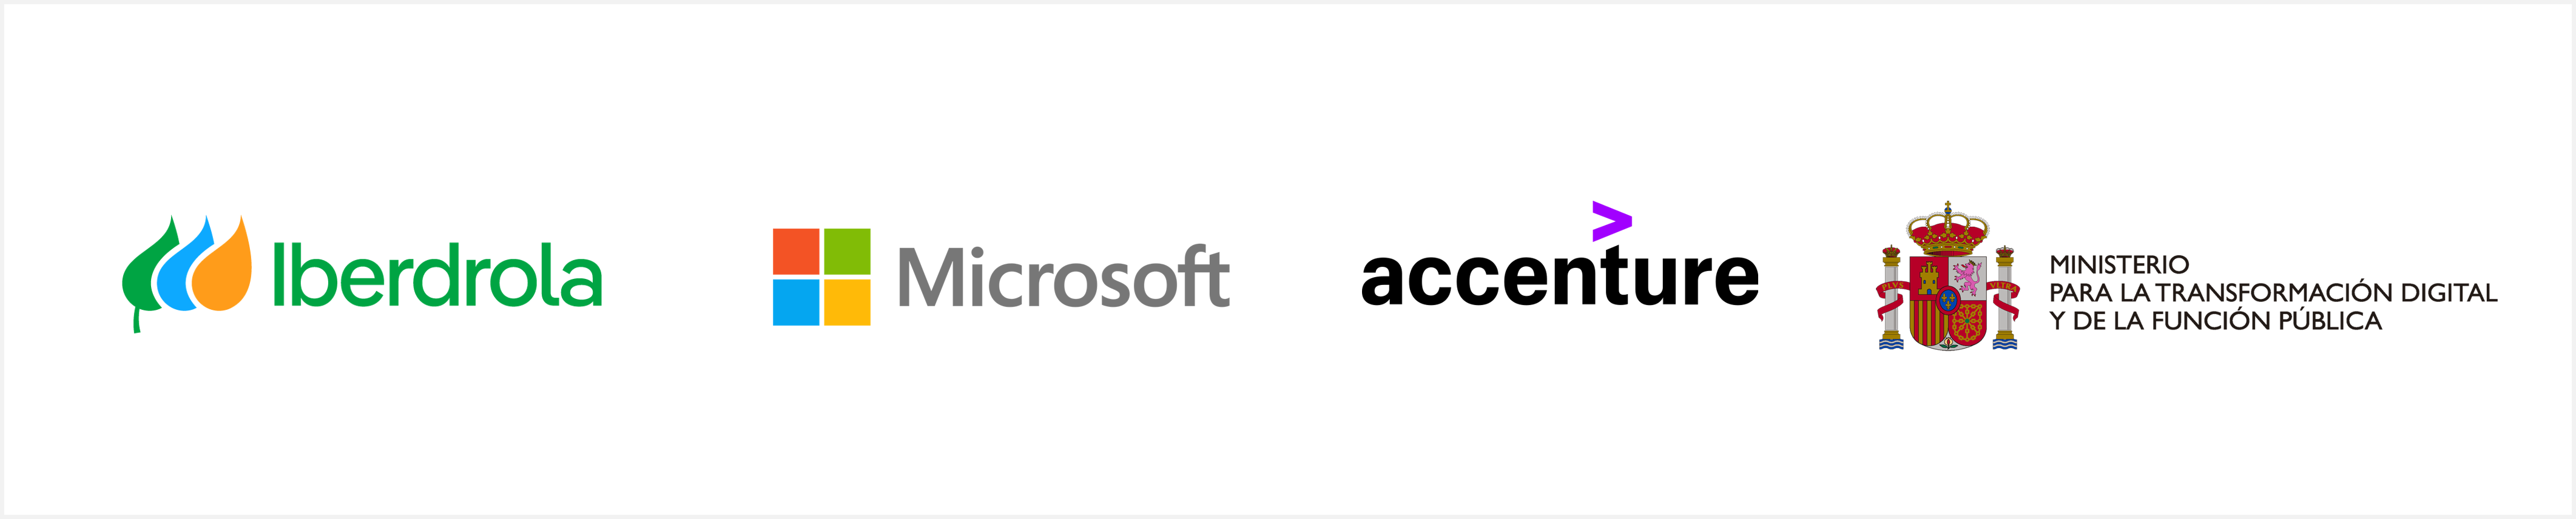 Iberdrola
Microsoft
accenture
PLVS VLTRA
MINISTERIO
PARA LA TRANSFORMACIÓN DIGITAL
Y DE LA FUNCIÓN PÚBLICA